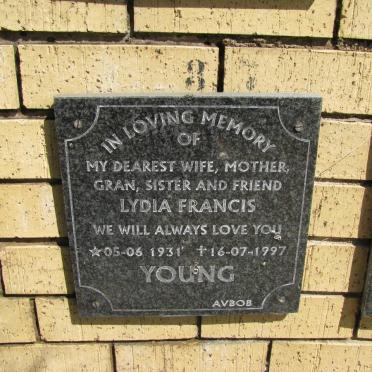 IN LOVING MEMORY
OF
MY DEAREST WIFE, MOTHER,
GRAN, SISTER AND FRIEND
LYDIA FRANCIS
WE WILL ALWAYS LOVE YOU
☆05-06 1931 ✝16-07-1997
YOUNG
AVBOB